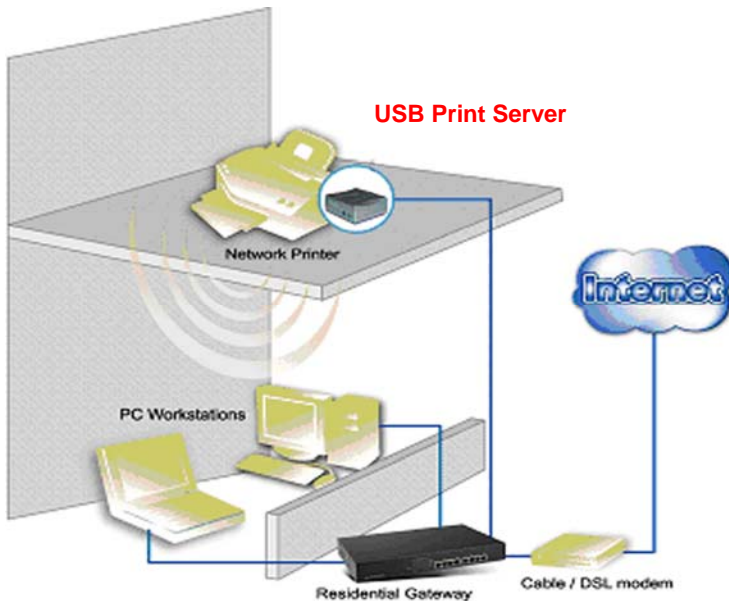 USB Print Server
Network Printer
Internet
PC Workstations
Residential Gateway
Cable / DSL modem